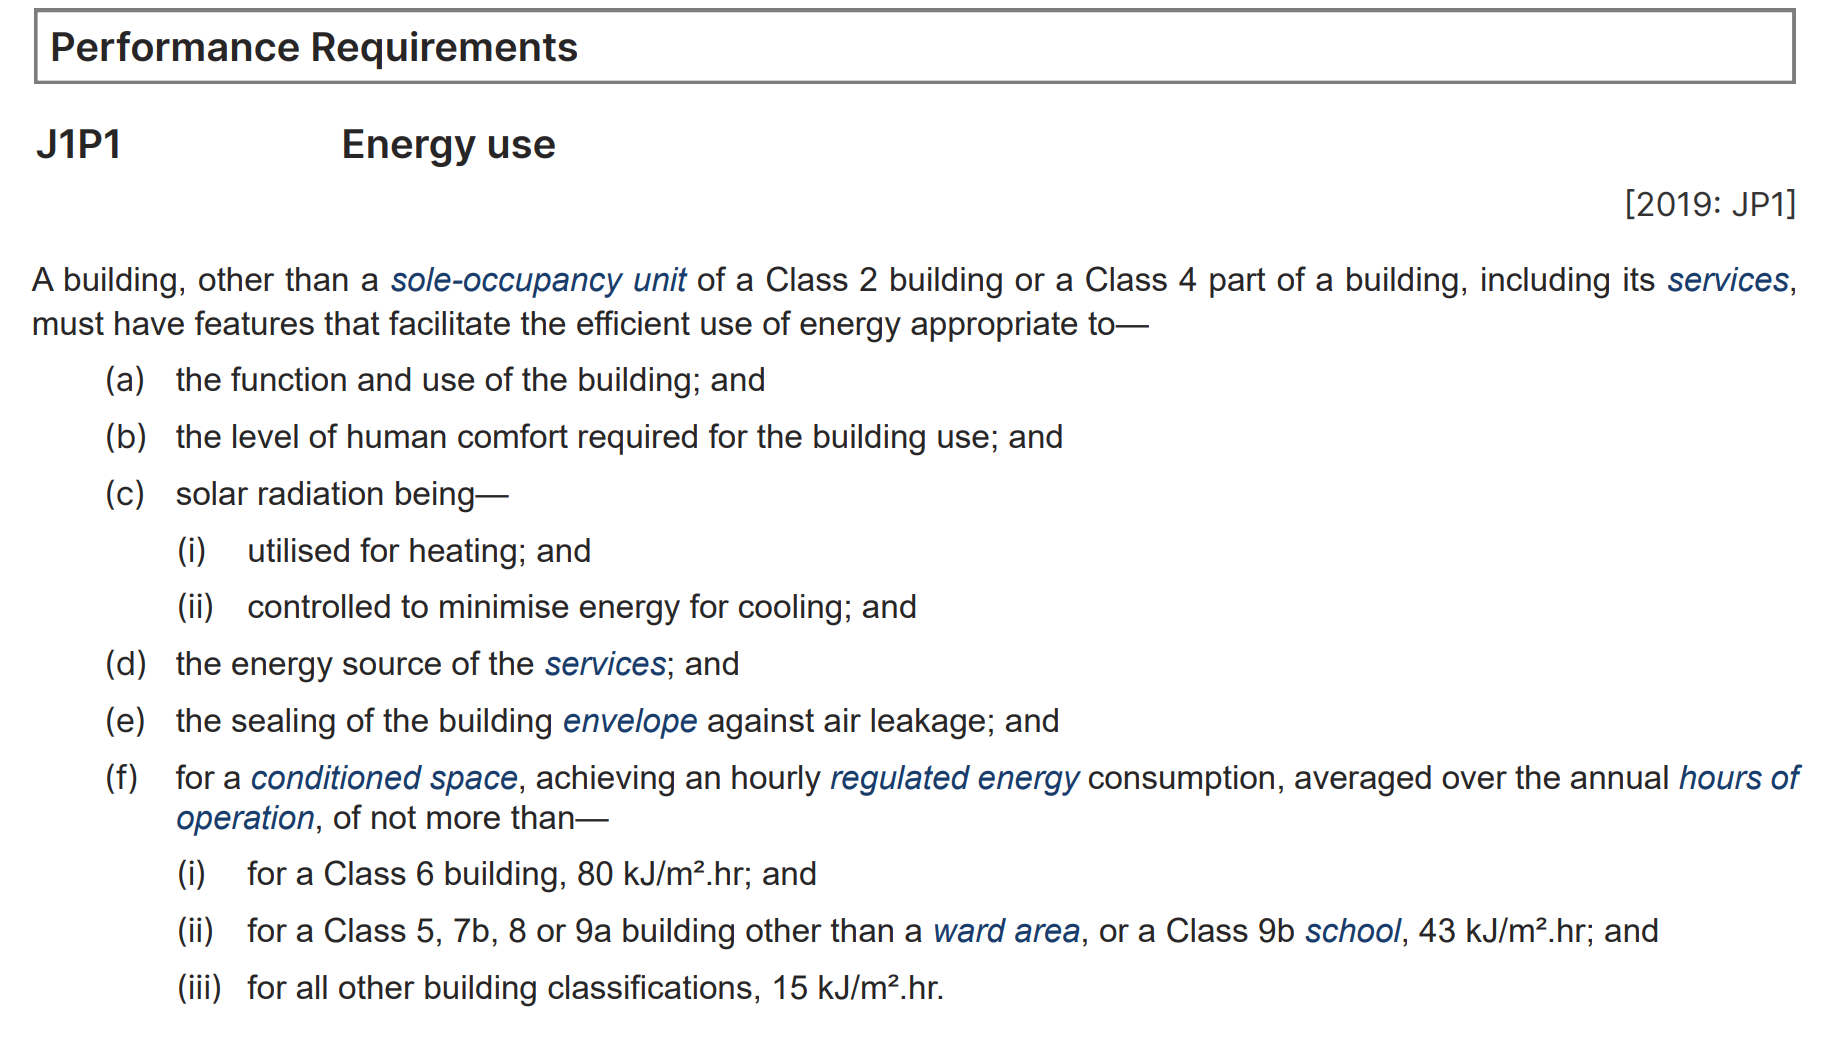 Performance Requirements
J1P1 Energy use
[2019: JP1]
A building, other than a sole-occupancy unit of a Class 2 building or a Class 4 part of a building, including its services,
must have features that facilitate the efficient use of energy appropriate to—
(a) the function and use of the building; and
(b) the level of human comfort required for the building use; and
(c) solar radiation being—
(i) utilised for heating; and
(ii) controlled to minimise energy for cooling; and
(d) the energy source of the services; and
(e) the sealing of the building envelope against air leakage; and
(f) for a conditioned space, achieving an hourly regulated energy consumption, averaged over the annual hours of
operation, of not more than—
(i) for a Class 6 building, 80 kJ/m².hr; and
(ii) for a Class 5, 7b, 8 or 9a building other than a ward area, or a Class 9b school, 43 kJ/m².hr; and
(iii) for all other building classifications, 15 kJ/m².hr.